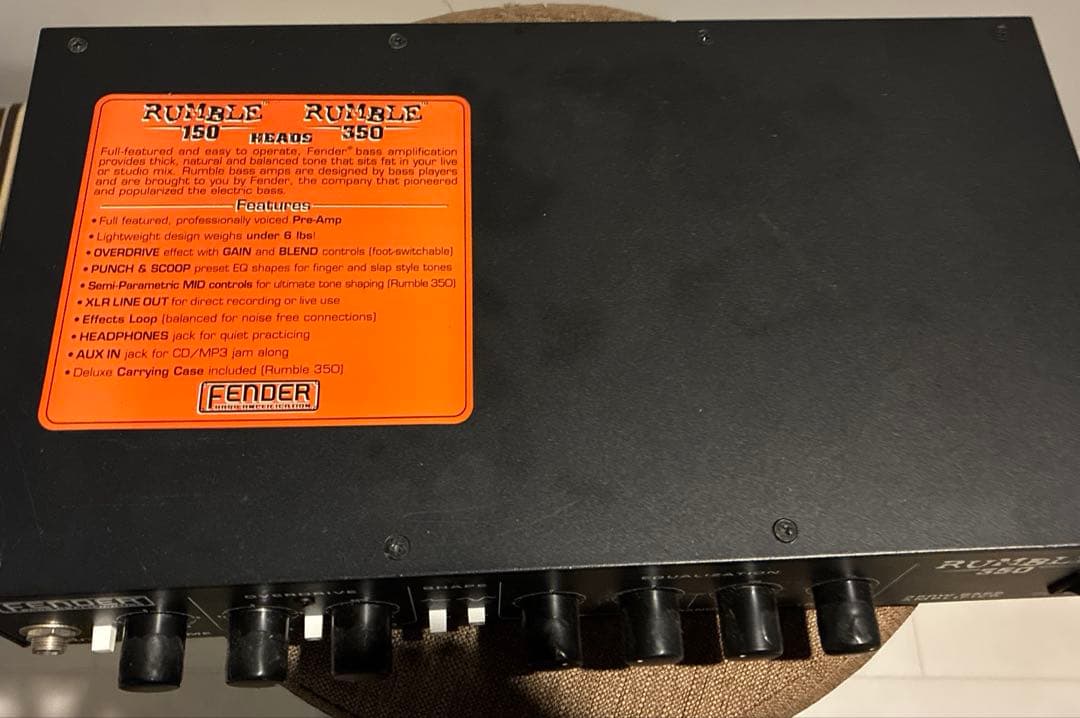 RUMBLE™ RUMBLE™
150 HEADS 350
Full-featured and easy to operate, Fender® bass amplification
provides thick, natural and balanced tone that sits fat in your live
or studio mix. Rumble bass amps are designed by bass players
and are brought to you by Fender, the company that pioneered
and popularized the electric bass.
Features
• Full featured, professionally voiced Pre-Amp
• Lightweight design weighs under 6 lbs!
• OVERDRIVE effect with GAIN and BLEND controls (foot-switchable)
• PUNCH & SCOOP preset EQ shapes for finger and slap style tones
• Semi-Parametric MID controls for ultimate tone shaping (Rumble 350)
• XLR LINE OUT for direct recording or live use
• Effects Loop (balanced for noise free connections)
• HEADPHONES jack for quiet practicing
• AUX IN jack for CD/MP3 jam along
• Deluxe Carrying Case included (Rumble 350)
FENDER
FENDER
OVERDRIVE
SHAPE
EQUALIZATION
RUMBLE
350